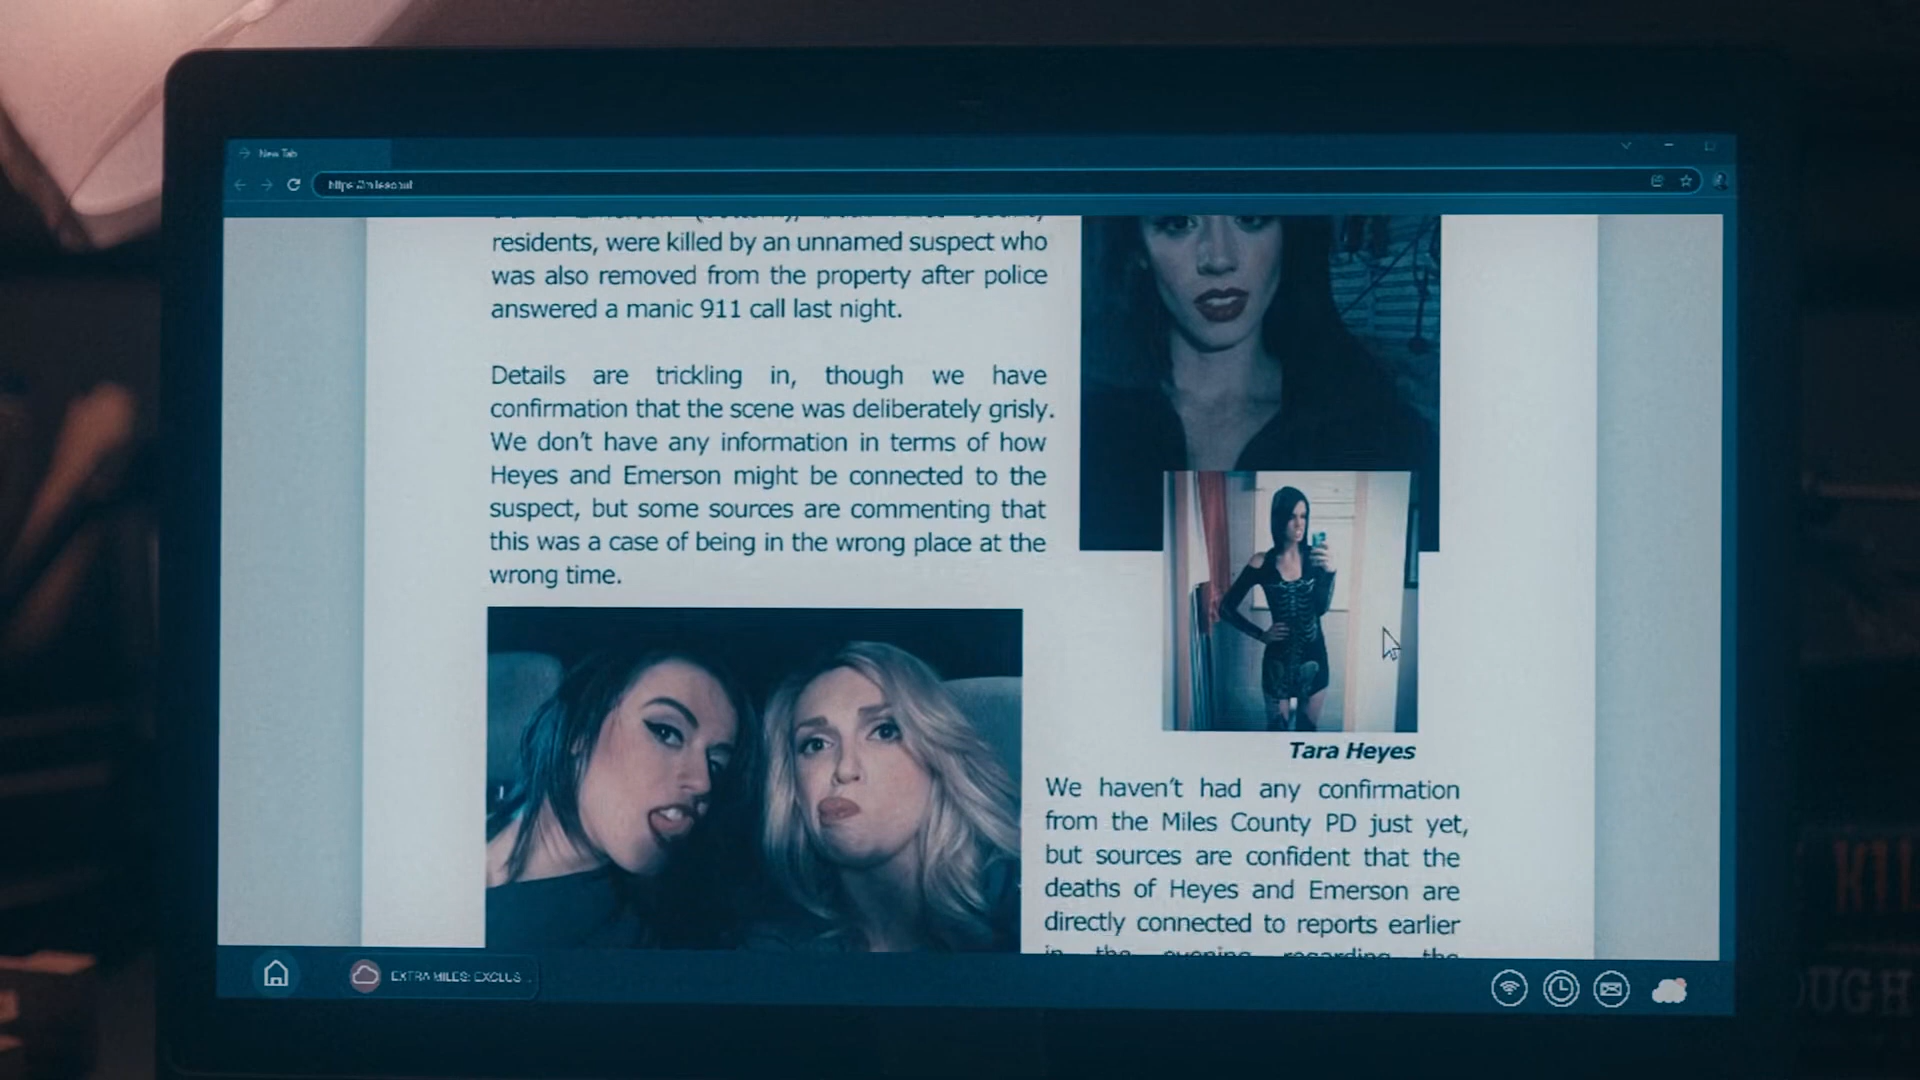 New Tab
residents, were killed by an unnamed suspect who
was also removed from the property after police
answered a manic 911 call last night.
Details are trickling in, though we have
confirmation that the scene was deliberately grisly.
We don't have any information in terms of how
Heyes and Emerson might be connected to the
suspect, but some sources are commenting that
this was a case of being in the wrong place at the
wrong time.
Tara Heyes
We haven't had any confirmation
from the Miles County PD just yet,
but sources are confident that the
deaths of Heyes and Emerson are
directly connected to reports earlier
in the evening regarding the
EXTRA MILES: EXCLUS...